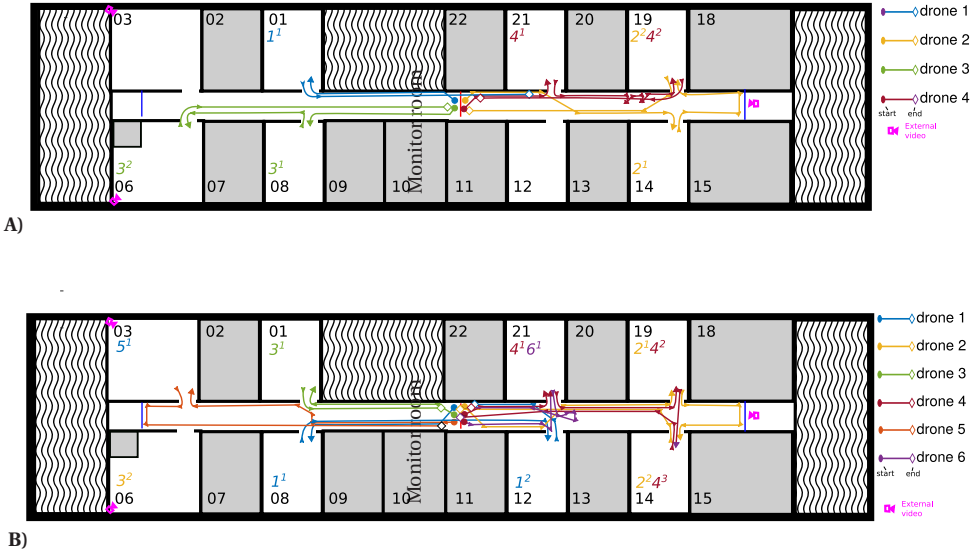 03 02 01 22 21 20 19 18
1¹ 4¹ 2²4²
Monitor room
3² 3¹ 2¹
06 07 08 09 10 11 12 13 14 15
drone 1
drone 2
drone 3
drone 4
start end
External
video
A)
-
03 02 01 22 21 20 19 18
5¹ 3¹ 4¹6¹ 2¹4²
Monitor room
3² 1¹ 1² 2²4³
06 08 09 10 11 12 13 14 15
07
drone 1
drone 2
drone 3
drone 4
drone 5
drone 6
start end
External
video
B)